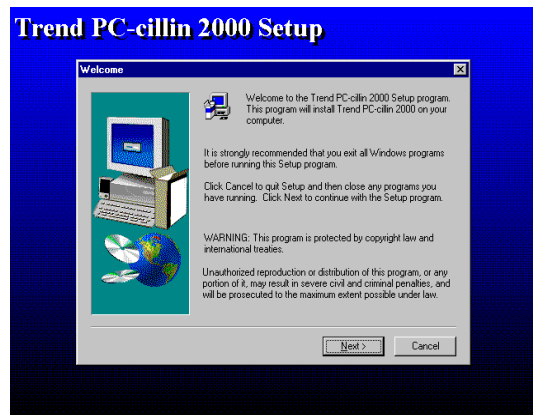 Trend PC-cillin 2000 Setup
Welcome
Welcome to the Trend PC-cillin 2000 Setup program.
This program will install Trend PC-cillin 2000 on your
computer.
It is strongly recommended that you exit all Windows programs
before running this Setup program.
Click Cancel to quit Setup and then close any programs you
have running. Click Next to continue with the Setup program.
WARNING: This program is protected by copyright law and
international treaties.
Unauthorized reproduction or distribution of this program, or any
portion of it, may result in severe civil and criminal penalties, and
will be prosecuted to the maximum extent possible under law.
Next >
Cancel